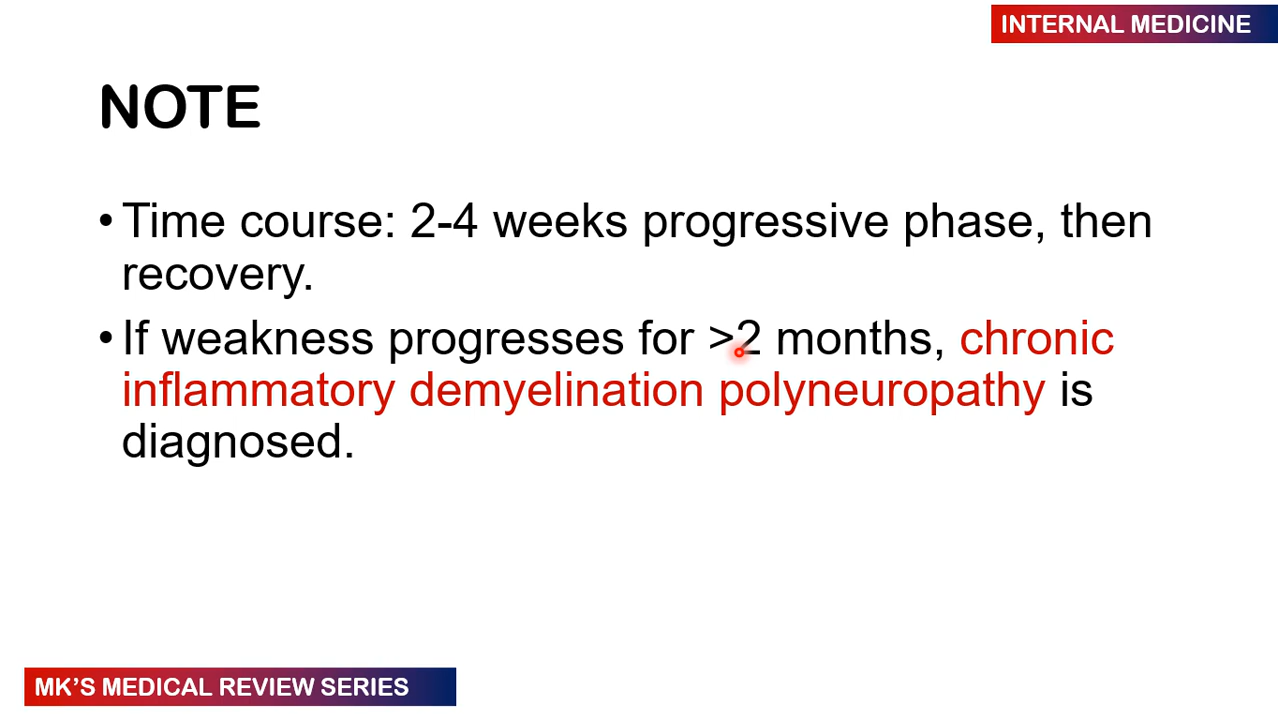 INTERNAL MEDICINE
NOTE
•Time course: 2-4 weeks progressive phase, then
recovery.
•If weakness progresses for >2 months, chronic
inflammatory demyelination polyneuropathy is
diagnosed.
MK’S MEDICAL REVIEW SERIES